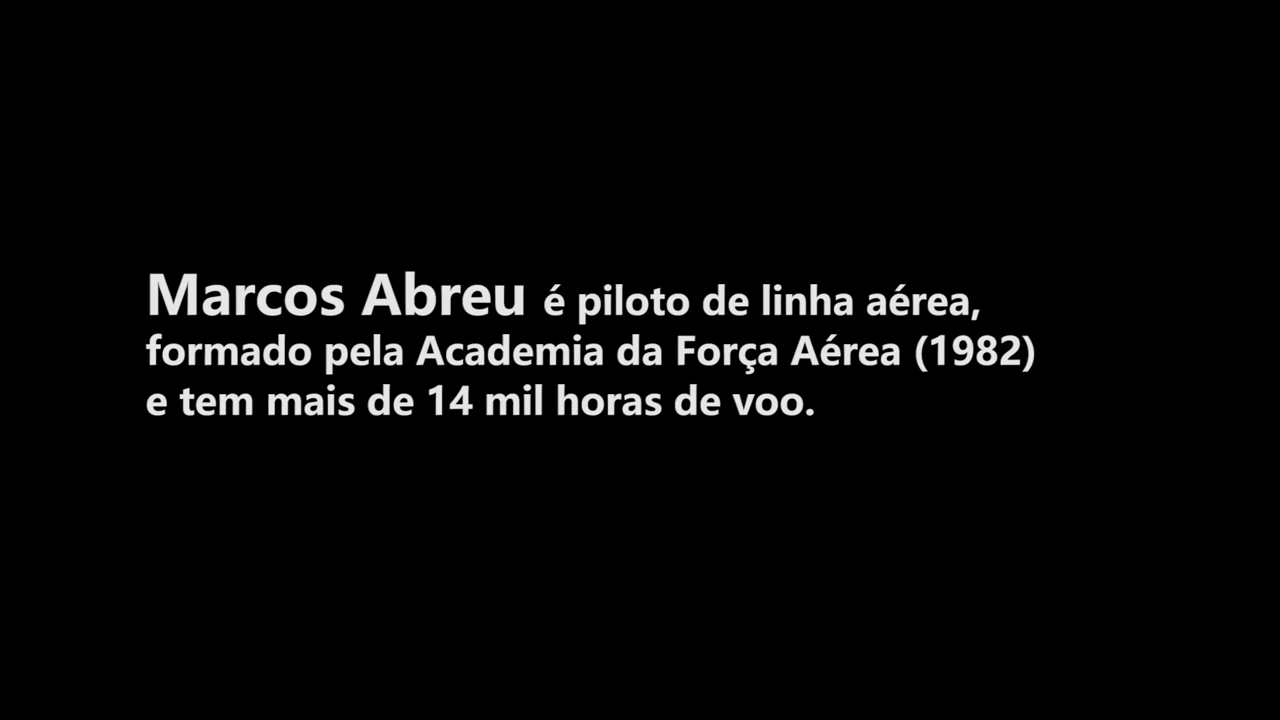 Marcos Abreu é piloto de linha aérea,
formado pela Academia da Força Aérea (1982)
e tem mais de 14 mil horas de voo.